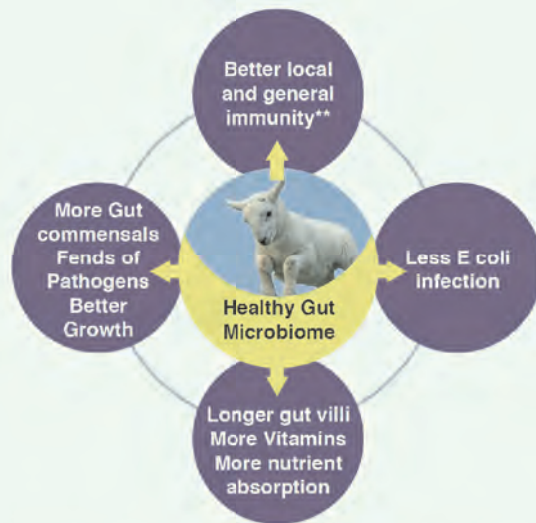 Better local
and general
immunity**
More Gut
commensals
Fends of
Pathogens
Better
Growth
Healthy Gut
Microbiome
Less E coli
infection
Longer gut villi
More Vitamins
More nutrient
absorption